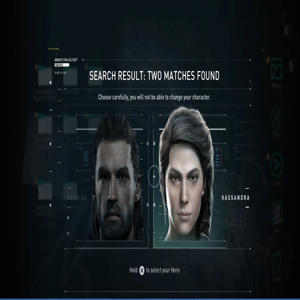 SEARCH RESULT: TWO MATCHES FOUND
Choose carefully, you will not be able to change your character.
KASSANDRA
Hold X to select your Hero